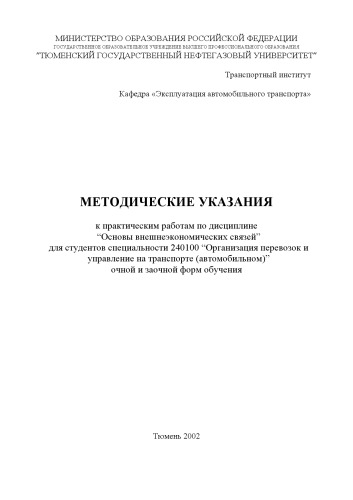 МИНИСТЕРСТВО ОБРАЗОВАНИЯ РОССИЙСКОЙ ФЕДЕРАЦИИ
ГОСУДАРСТВЕННОЕ ОБРАЗОВАТЕЛЬНОЕ УЧРЕЖДЕНИЕ ВЫСШЕГО ПРОФЕССИОНАЛЬНОГО ОБРАЗОВАНИЯ
"ТЮМЕНСКИЙ ГОСУДАРСТВЕННЫЙ НЕФТЕГАЗОВЫЙ УНИВЕРСИТЕТ"
Транспортный институт
Кафедра «Эксплуатация автомобильного транспорта»
МЕТОДИЧЕСКИЕ УКАЗАНИЯ
к практическим работам по дисциплине
“Основы внешнеэкономических связей”
для студентов специальности 240100 “Организация перевозок и
управление на транспорте (автомобильном)”
очной и заочной форм обучения
Тюмень 2002